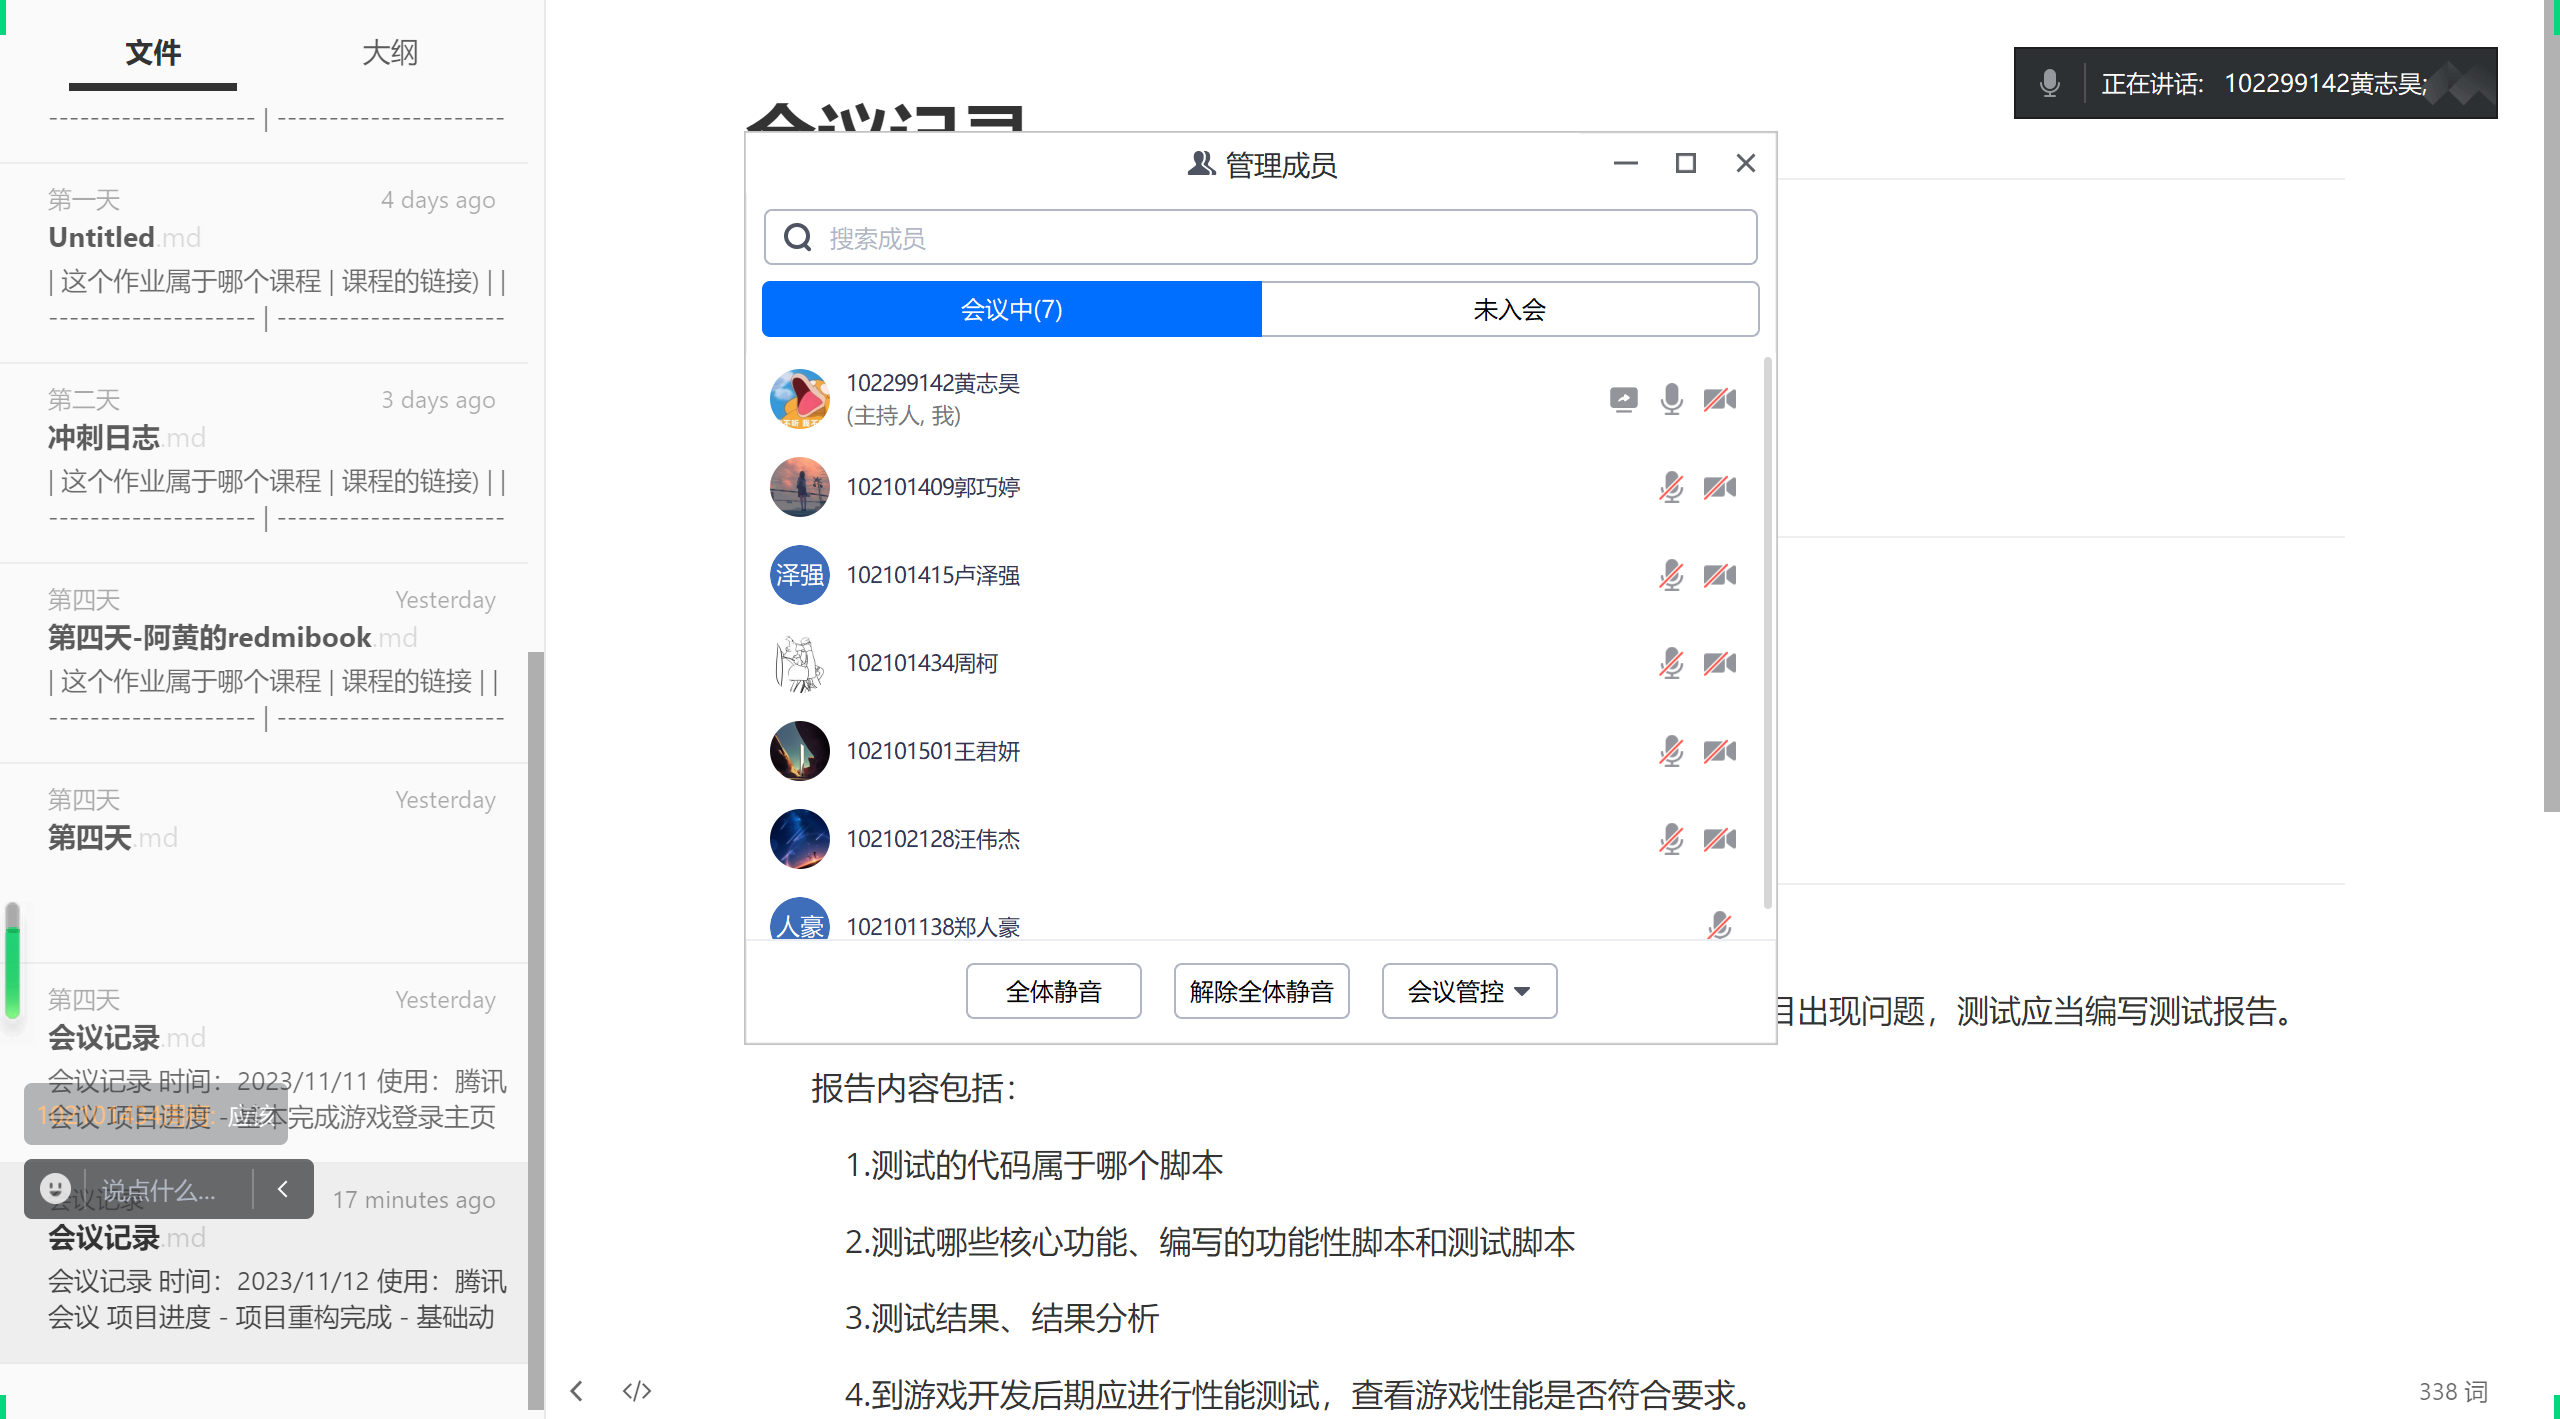 文件 大纲
-------------------- | ----------------------
第一天 4 days ago
Untitled.md
| 这个作业属于哪个课程 | 课程的链接) | |
-------------------- | ----------------------
第二天 3 days ago
冲刺日志.md
| 这个作业属于哪个课程 | 课程的链接) | |
-------------------- | ----------------------
第四天 Yesterday
第四天-阿黄的redmibook.md
| 这个作业属于哪个课程 | 课程的链接 | |
-------------------- | ----------------------
第四天 Yesterday
第四天.md
第四天 Yesterday
会议记录.md
会议记录 时间：2023/11/11 使用：腾讯
会议 项目进度 - 基本完成游戏登录主页
应该
说点什么...
会议记录 17 minutes ago
会议记录.md
会议记录 时间：2023/11/12 使用：腾讯
会议 项目进度 - 项目重构完成 - 基础动
会议记录
正在讲话: 102299142黄志昊;
管理成员
搜索成员
会议中(7) 未入会
102299142黄志昊
(主持人, 我)
不听 我不
102101409郭巧婷
泽强 102101415卢泽强
102101434周柯
102101501王君妍
102102128汪伟杰
人豪 102101138郑人豪
全体静音 解除全体静音 会议管控
目出现问题，测试应当编写测试报告。
报告内容包括：
1.测试的代码属于哪个脚本
2.测试哪些核心功能、编写的功能性脚本和测试脚本
3.测试结果、结果分析
4.到游戏开发后期应进行性能测试，查看游戏性能是否符合要求。
338 词